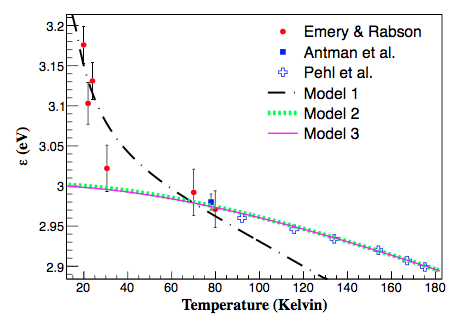 Emery & Rabson
Antman et al.
Pehl et al.
Model 1
Model 2
Model 3
ε (eV)
3.2
3.15
3.1
3.05
3
2.95
2.9
20 40 60 80 100 120 140 160 180
Temperature (Kelvin)